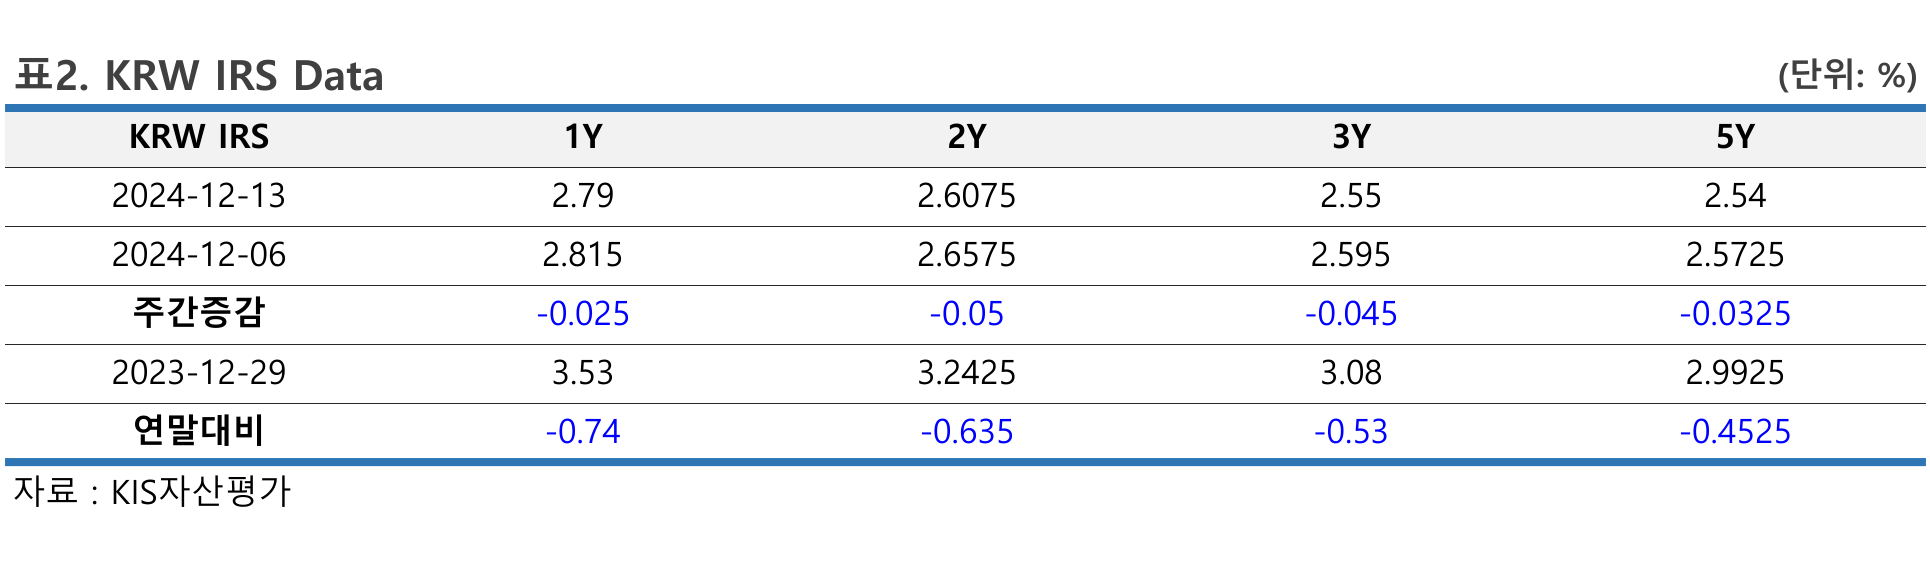 표2. KRW IRS Data (단위: %)
KRW IRS 1Y 2Y 3Y 5Y
2024-12-13 2.79 2.6075 2.55 2.54
2024-12-06 2.815 2.6575 2.595 2.5725
주간증감 -0.025 -0.05 -0.045 -0.0325
2023-12-29 3.53 3.2425 3.08 2.9925
연말대비 -0.74 -0.635 -0.53 -0.4525
자료 : KIS자산평가